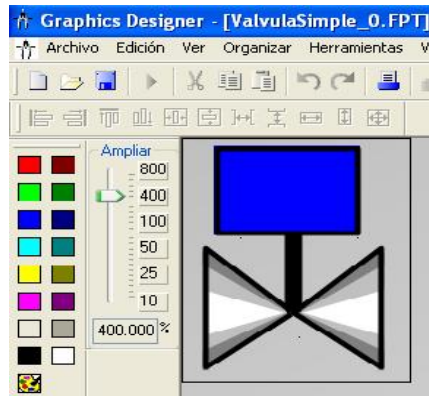 Graphics Designer - [ValvulaSimple_0.FPT]
Archivo Edición Ver Organizar Herramientas V
Ampliar
800
400
100
50
25
10
400.000 %